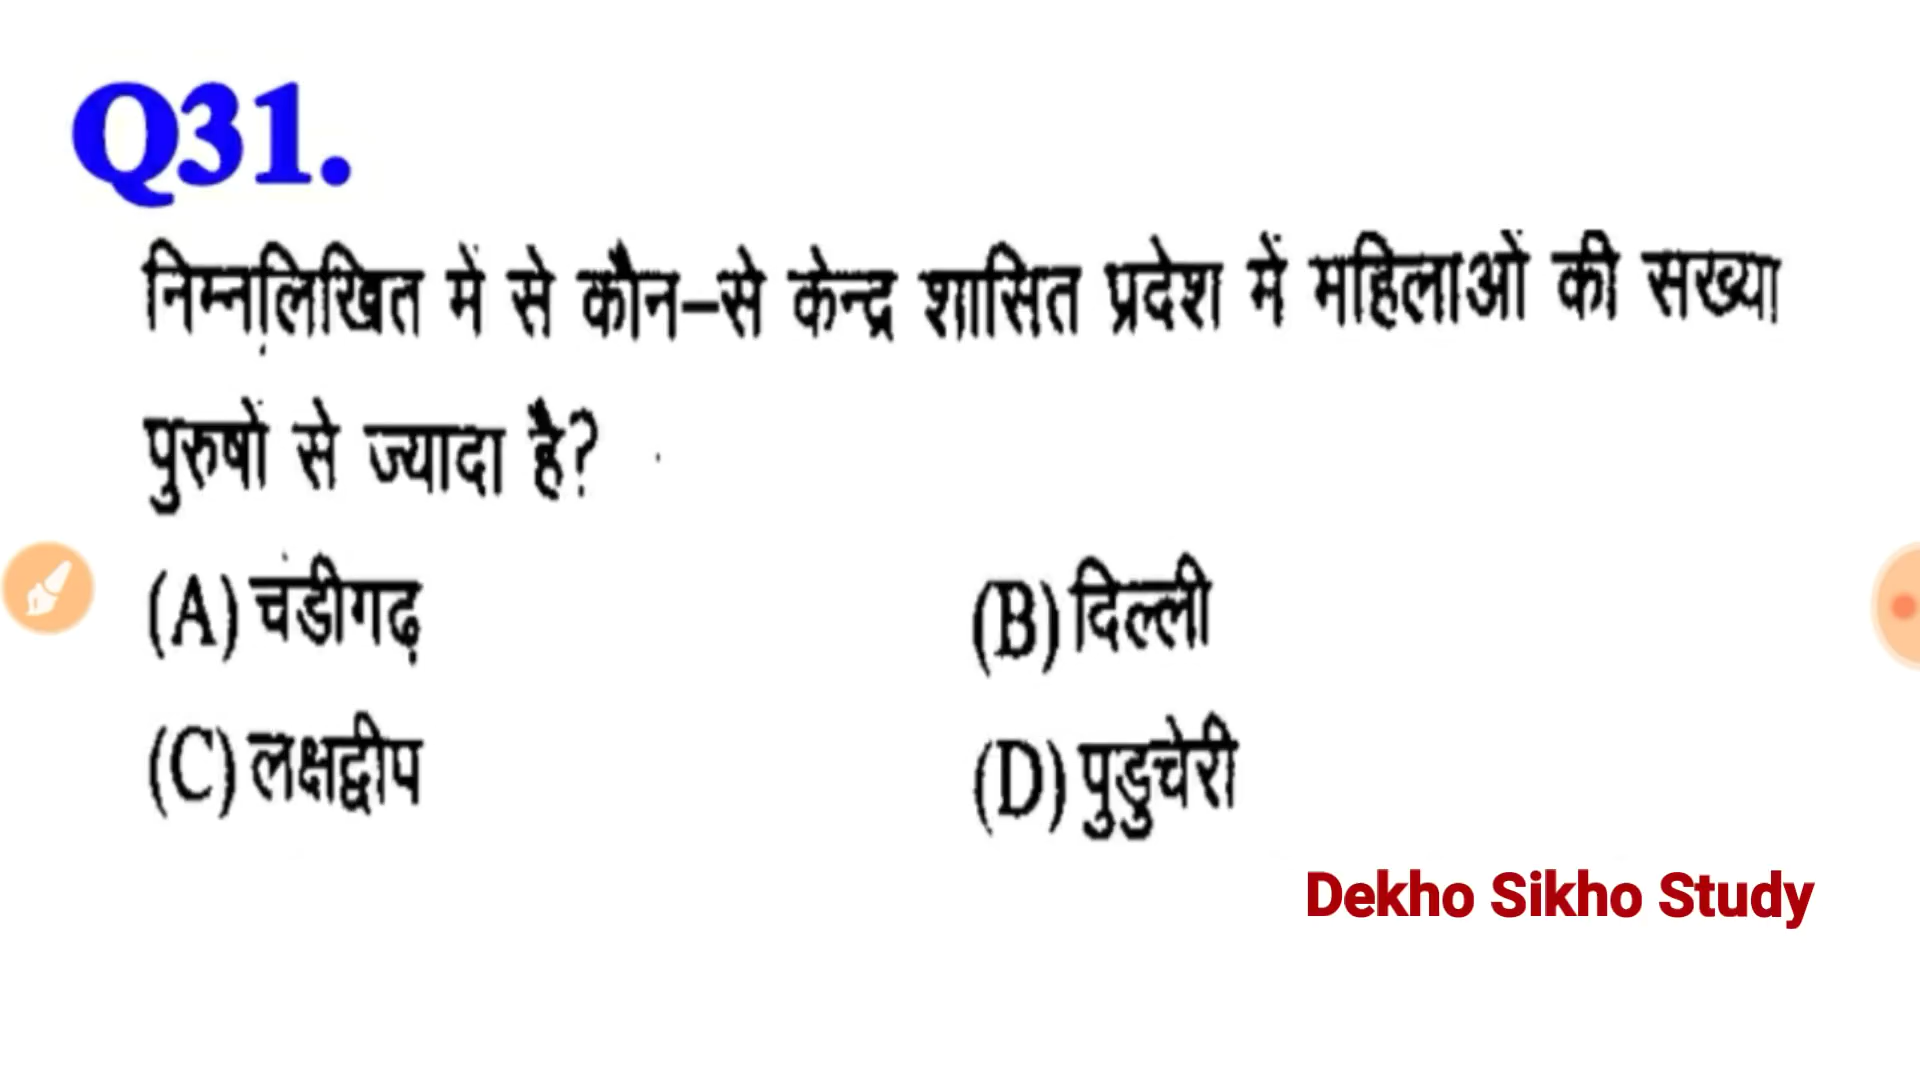 Q31.
निम्नलिखित में से कौन–से केन्द्र शासित प्रदेश में महिलाओं की सख्या
पुरुषों से ज्यादा है?
(A) चंडीगढ़ (B) दिल्ली
(C) लक्षद्वीप (D) पुडुचेरी
Dekho Sikho Study